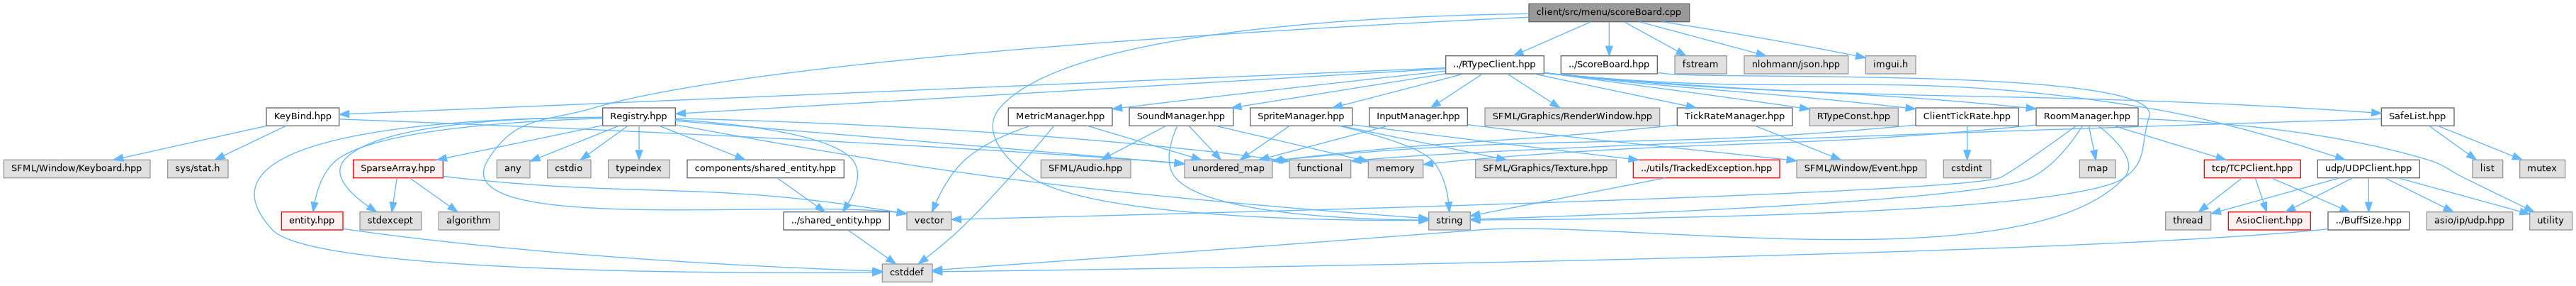 client/src/menu/scoreBoard.cpp
../RTypeClient.hpp
../ScoreBoard.hpp
fstream
nlohmann/json.hpp
imgui.h
KeyBind.hpp
Registry.hpp
MetricManager.hpp
SoundManager.hpp
SpriteManager.hpp
InputManager.hpp
SFML/Graphics/RenderWindow.hpp
TickRateManager.hpp
RTypeConst.hpp
ClientTickRate.hpp
RoomManager.hpp
SafeList.hpp
SFML/Window/Keyboard.hpp
sys/stat.h
SparseArray.hpp
any
cstdio
typeindex
components/shared_entity.hpp
SFML/Audio.hpp
unordered_map
functional
memory
SFML/Graphics/Texture.hpp
../utils/TrackedException.hpp
SFML/Window/Event.hpp
cstdint
map
tcp/TCPClient.hpp
udp/UDPClient.hpp
list
mutex
entity.hpp
stdexcept
algorithm
../shared_entity.hpp
vector
string
thread
AsioClient.hpp
../BuffSize.hpp
asio/ip/udp.hpp
utility
cstddef